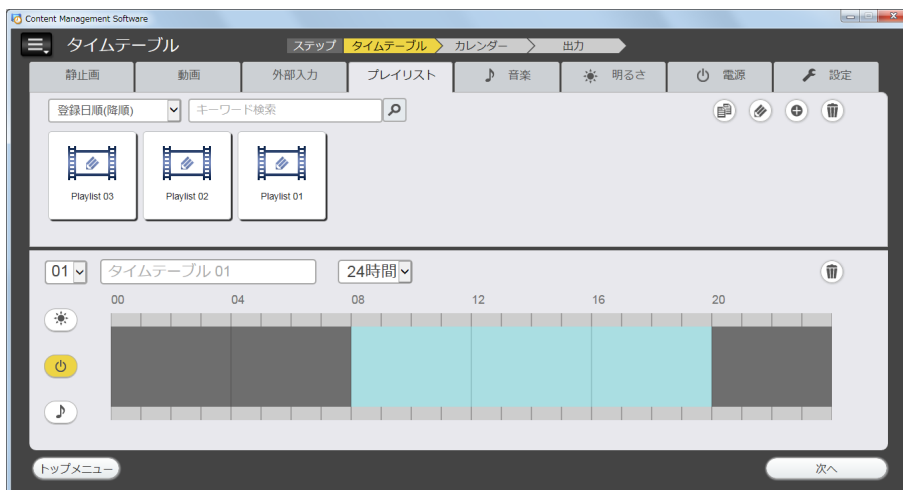 Content Management Software
タイムテーブル ステップ タイムテーブル カレンダー 出力
静止画 動画 外部入力 プレイリスト 音楽 明るさ 電源 設定
登録日順(降順) キーワード検索
Playlist 03 Playlist 02 Playlist 01
01 タイムテーブル 01 24時間
00 04 08 12 16 20
トップメニュー 次へ